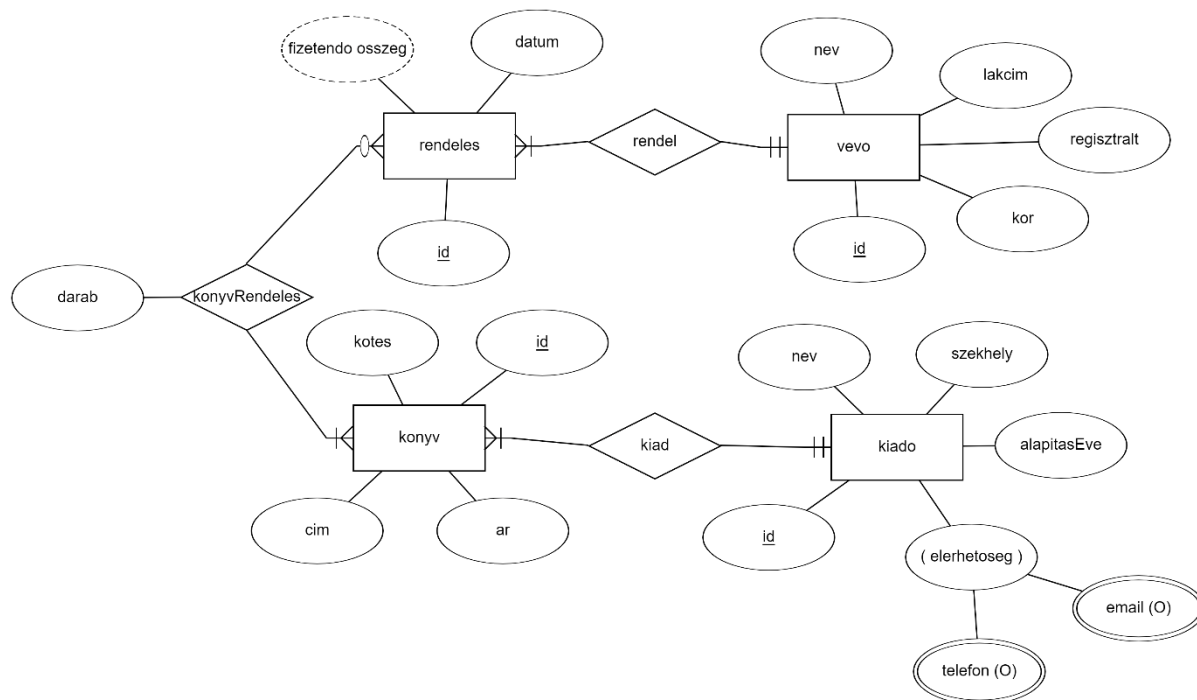 fizetendo osszeg
datum
nev
lakcim
rendeles
rendel
vevo
regisztralt
kor
id
id
darab
konyvRendeles
kotes
id
nev
szekhely
konyv
kiad
kiado
alapitasEve
cim
ar
id
( elerhetoseg )
email (O)
telefon (O)